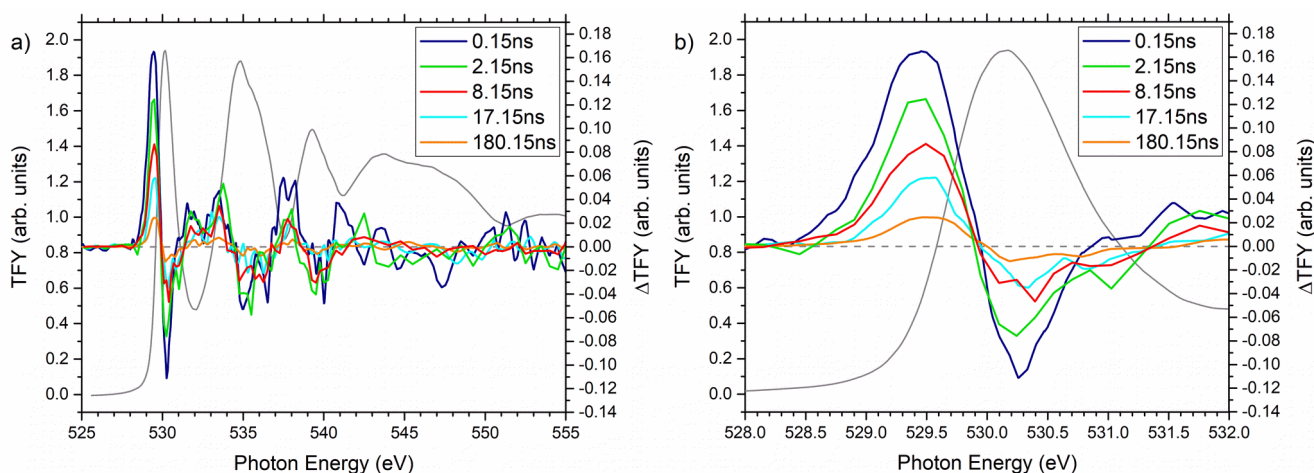 a)
0.15ns
2.15ns
8.15ns
17.15ns
180.15ns
TFY (arb. units)
2.0
1.8
1.6
1.4
1.2
1.0
0.8
0.6
0.4
0.2
0.0
0.18
0.16
0.14
0.12
0.10
0.08
0.06
0.04
0.02
0.00
-0.02
-0.04
-0.06
-0.08
-0.10
-0.12
-0.14
ΔTFY (arb. units)
525 530 535 540 545 550 555
Photon Energy (eV)
b)
0.15ns
2.15ns
8.15ns
17.15ns
180.15ns
TFY (arb. units)
2.0
1.8
1.6
1.4
1.2
1.0
0.8
0.6
0.4
0.2
0.0
0.18
0.16
0.14
0.12
0.10
0.08
0.06
0.04
0.02
0.00
-0.02
-0.04
-0.06
-0.08
-0.10
-0.12
-0.14
ΔTFY (arb. units)
528.0 528.5 529.0 529.5 530.0 530.5 531.0 531.5 532.0
Photon Energy (eV)